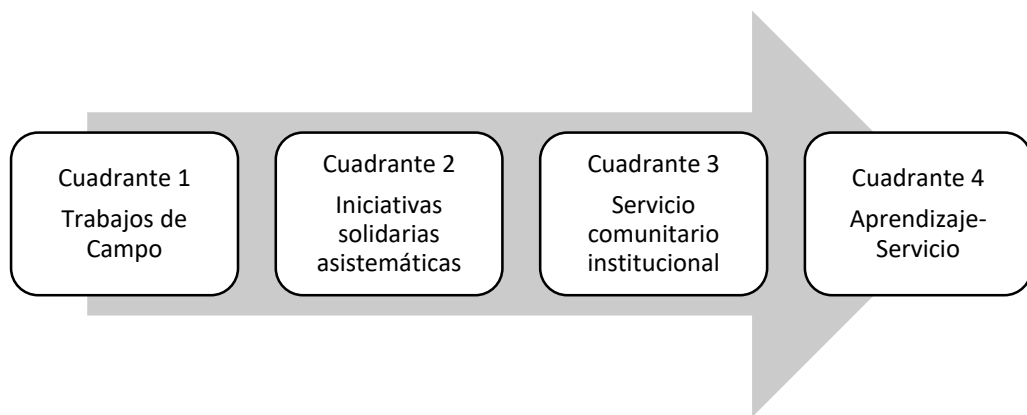 Cuadrante 1
Trabajos de
Campo
Cuadrante 2
Iniciativas
solidarias
asistemáticas
Cuadrante 3
Servicio
comunitario
institucional
Cuadrante 4
Aprendizaje-
Servicio